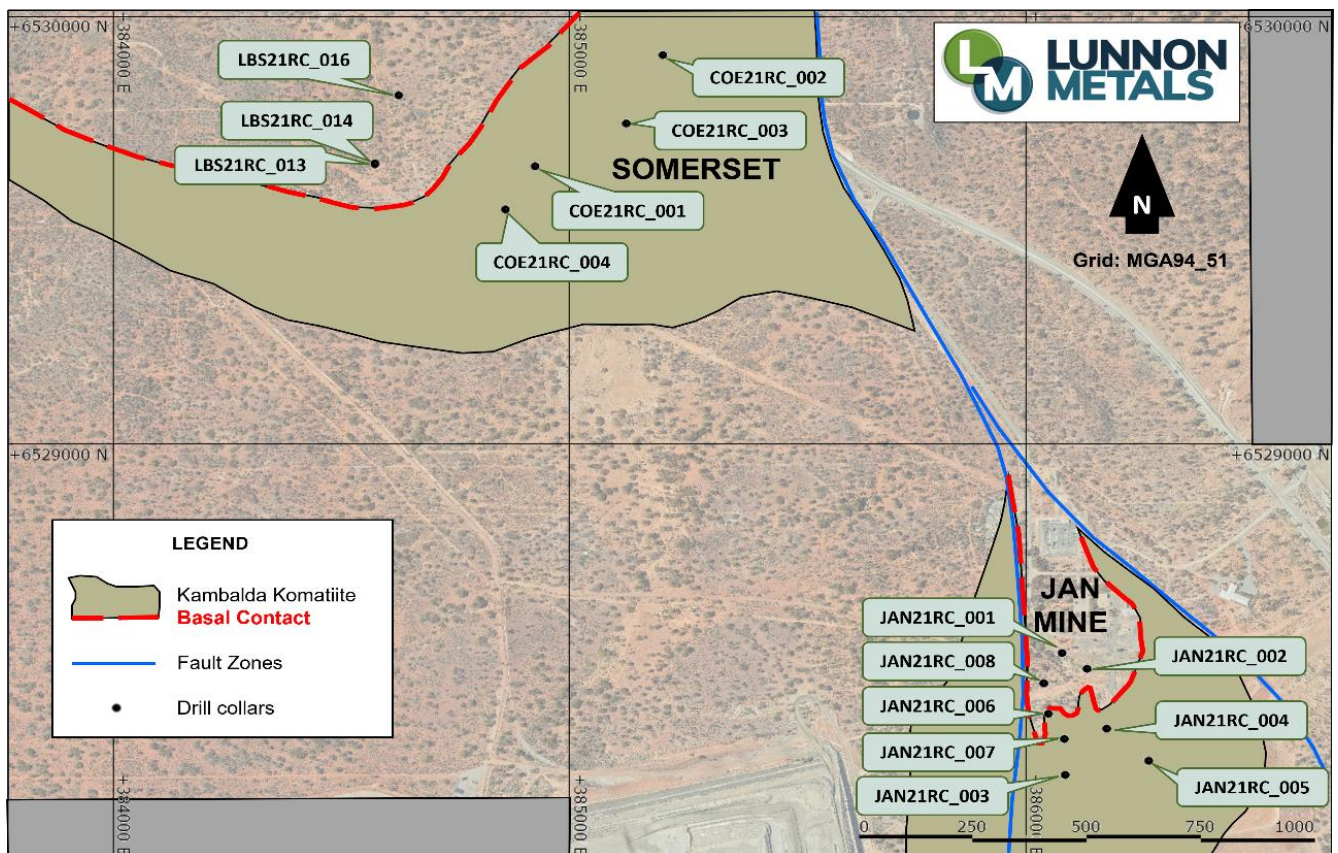 +6530000 N
384000 E
385000 E
+6530000 N
LBS21RC_016
COE21RC_002
LM
LUNNON
METALS
LBS21RC_014
COE21RC_003
LBS21RC_013
SOMERSET
COE21RC_001
N
COE21RC_004
Grid: MGA94_51
+6529000 N
+6529000 N
LEGEND
Kambalda Komatiite
Basal Contact
Fault Zones
Drill collars
JAN
MINE
JAN21RC_001
JAN21RC_002
JAN21RC_008
JAN21RC_006
JAN21RC_004
JAN21RC_007
JAN21RC_003
JAN21RC_005
+384000 E
+385000 E
+386000 E
0 250 500 750 1000